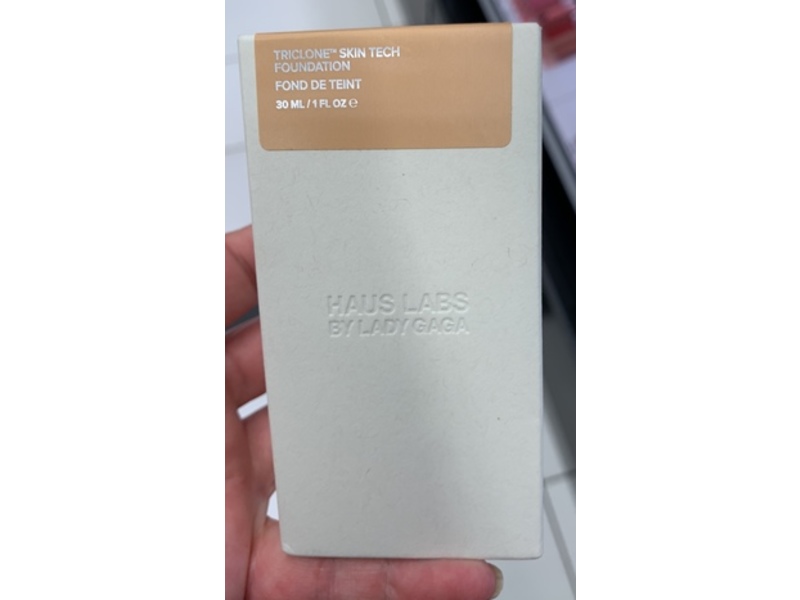 TRICLONE™ SKIN TECH
FOUNDATION
FOND DE TEINT
30 ML / 1 FL OZ ℮
HAUS LABS
BY LADY GAGA